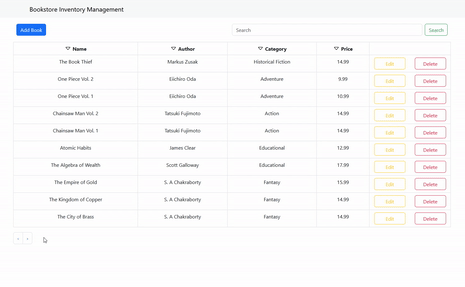 Bookstore Inventory Management
Add Book Search Search
Name Author Category Price
The Book Thief Markus Zusak Historical Fiction 14.99 Edit Delete
One Piece Vol. 2 Eiichiro Oda Adventure 9.99 Edit Delete
One Piece Vol. 1 Eiichiro Oda Adventure 10.99 Edit Delete
Chainsaw Man Vol. 2 Tatsuki Fujimoto Action 14.99 Edit Delete
Chainsaw Man Vol. 1 Tatsuki Fujimoto Action 14.99 Edit Delete
Atomic Habits James Clear Educational 12.99 Edit Delete
The Algebra of Wealth Scott Galloway Educational 17.99 Edit Delete
The Empire of Gold S. A Chakraborty Fantasy 15.99 Edit Delete
The Kingdom of Copper S. A Chakraborty Fantasy 14.99 Edit Delete
The City of Brass S. A Chakraborty Fantasy 14.99 Edit Delete